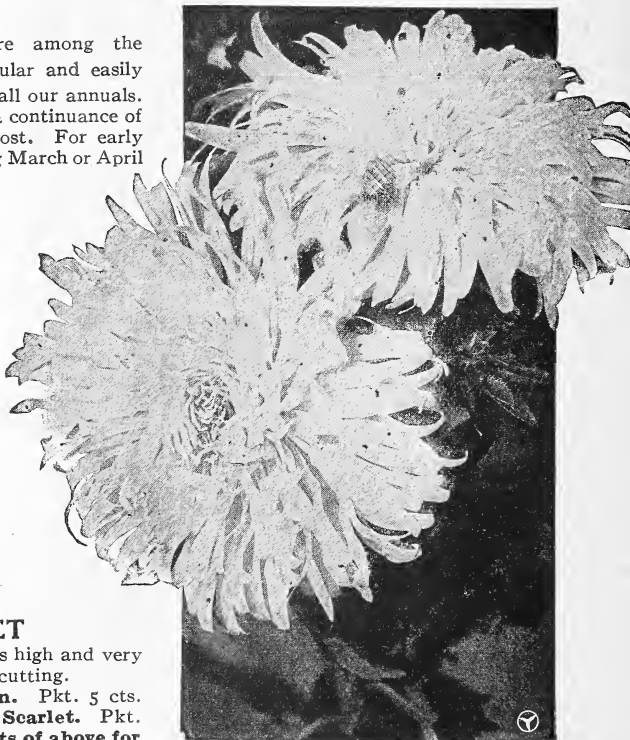 re among the
ular and easily
all our annuals.
continuance of
ost. For early
March or April
ET
s high and very
cutting.
n. Pkt. 5 cts.
Scarlet. Pkt.
ts of above for